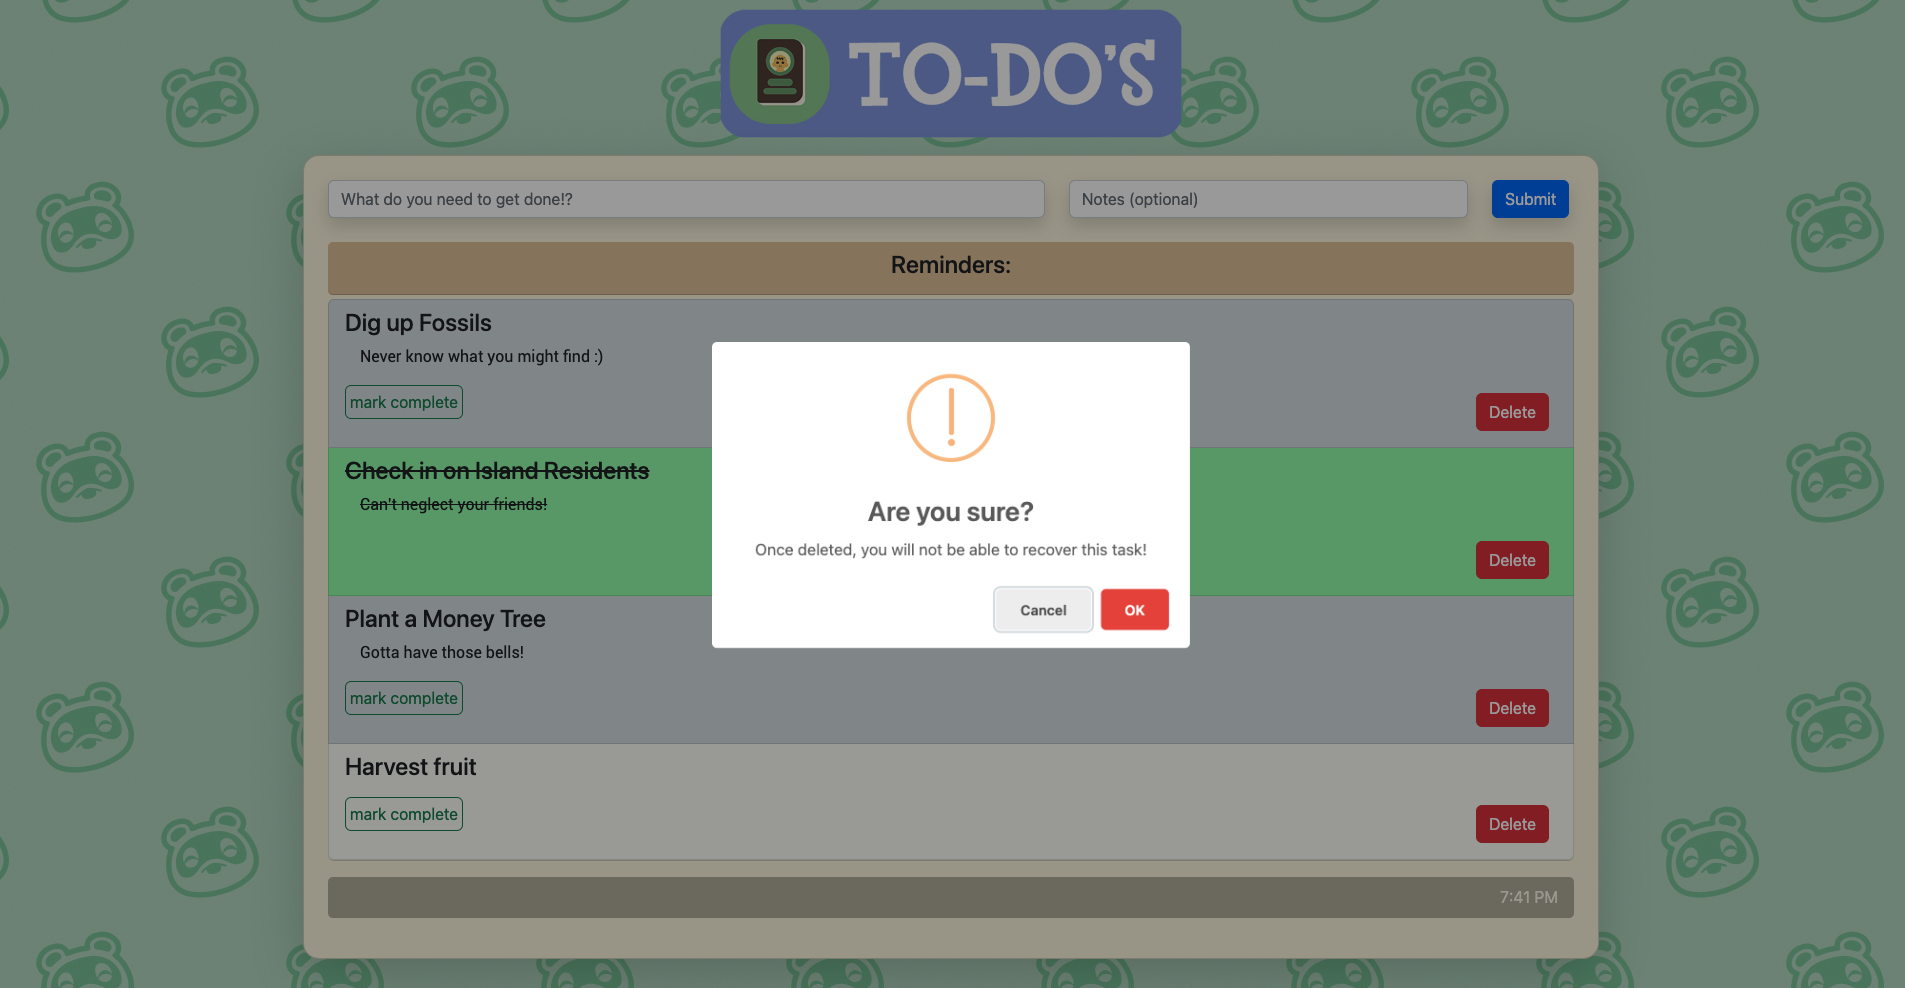 TO-DO'S
What do you need to get done!?
Notes (optional)
Submit
Reminders:
Dig up Fossils
Never know what you might find :)
mark complete
Delete
Check in on Island Residents
Can't neglect your friends!
Delete
Plant a Money Tree
Gotta have those bells!
mark complete
Delete
Harvest fruit
mark complete
Delete
7:41 PM
Are you sure?
Once deleted, you will not be able to recover this task!
Cancel
OK